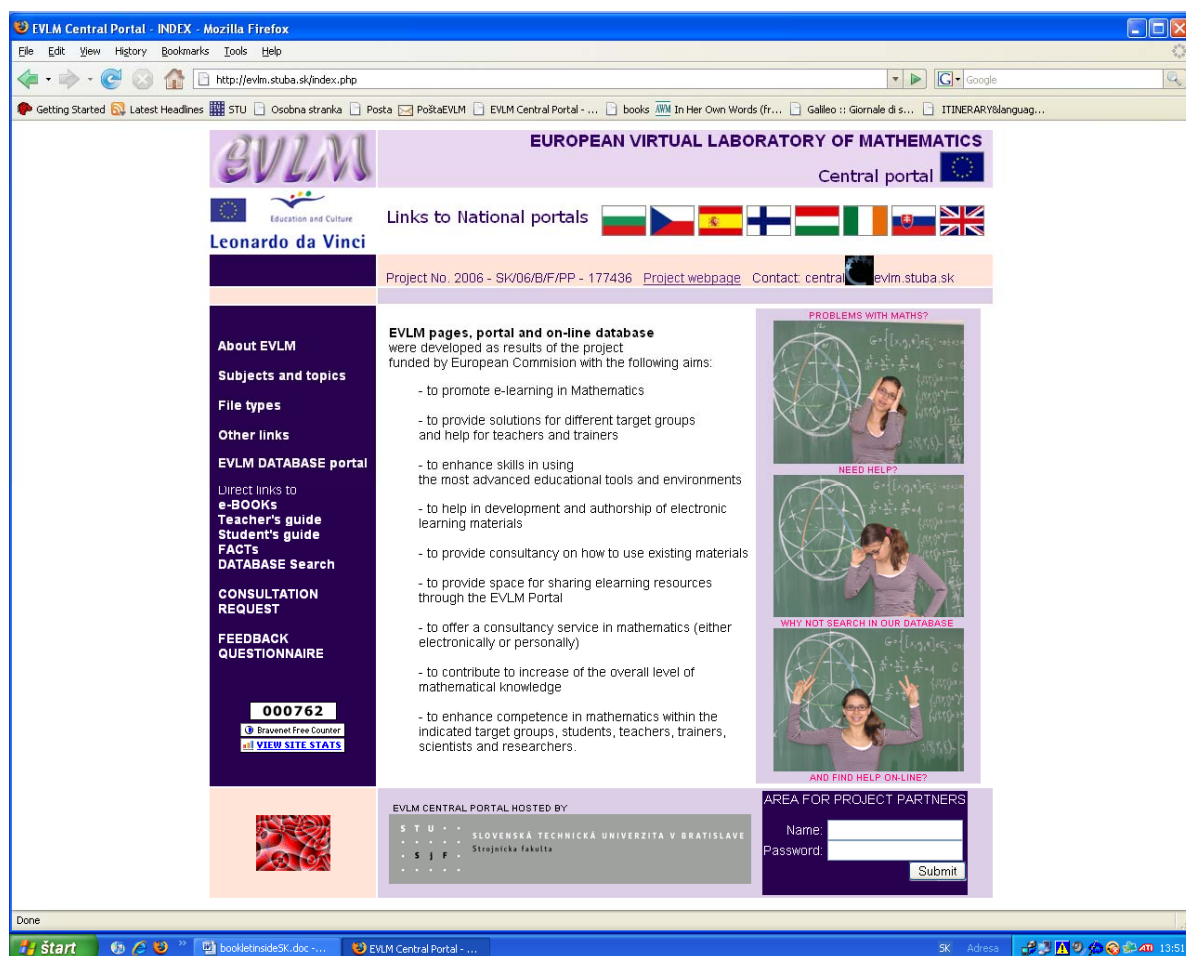 EVLM Central Portal - INDEX - Mozilla Firefox
File Edit View History Bookmarks Tools Help
http://evlm.stuba.sk/index.php
Google
Getting Started Latest Headlines STU Osobna stranka Posta PoštaEVLM EVLM Central Portal - ... books AWM In Her Own Words (fr... Galileo :: Giornale di s... ITINERARY&languag...
EVLM
EUROPEAN VIRTUAL LABORATORY OF MATHEMATICS
Central portal
Education and Culture
Leonardo da Vinci
Links to National portals
Project No. 2006 - SK/06/B/F/PP - 177436 Project webpage Contact: central evlm.stuba.sk
About EVLM
Subjects and topics
File types
Other links
EVLM DATABASE portal
Direct links to
e-BOOKs
Teacher's guide
Student's guide
FACTs
DATABASE Search
CONSULTATION
REQUEST
FEEDBACK
QUESTIONNAIRE
000762
Bravenet Free Counter
VIEW SITE STATS
EVLM pages, portal and on-line database
were developed as results of the project
funded by European Commision with the following aims:
- to promote e-learning in Mathematics
- to provide solutions for different target groups
and help for teachers and trainers
- to enhance skills in using
the most advanced educational tools and environments
- to help in development and authorship of electronic
learning materials
- to provide consultancy on how to use existing materials
- to provide space for sharing elearning resources
through the EVLM Portal
- to offer a consultancy service in mathematics (either
electronically or personally)
- to contribute to increase of the overall level of
mathematical knowledge
- to enhance competence in mathematics within the
indicated target groups, students, teachers, trainers,
scientists and researchers.
PROBLEMS WITH MATHS?
NEED HELP?
WHY NOT SEARCH IN OUR DATABASE
AND FIND HELP ON-LINE?
EVLM CENTRAL PORTAL HOSTED BY
S T U
S j F
SLOVENSKÁ TECHNICKÁ UNIVERZITA V BRATISLAVE
Strojnícka fakulta
AREA FOR PROJECT PARTNERS
Name:
Password:
Submit
Done
štart
bookletinsideSK.doc -...
EVLM Central Portal - ...
SK Adresa
ATI
13:51